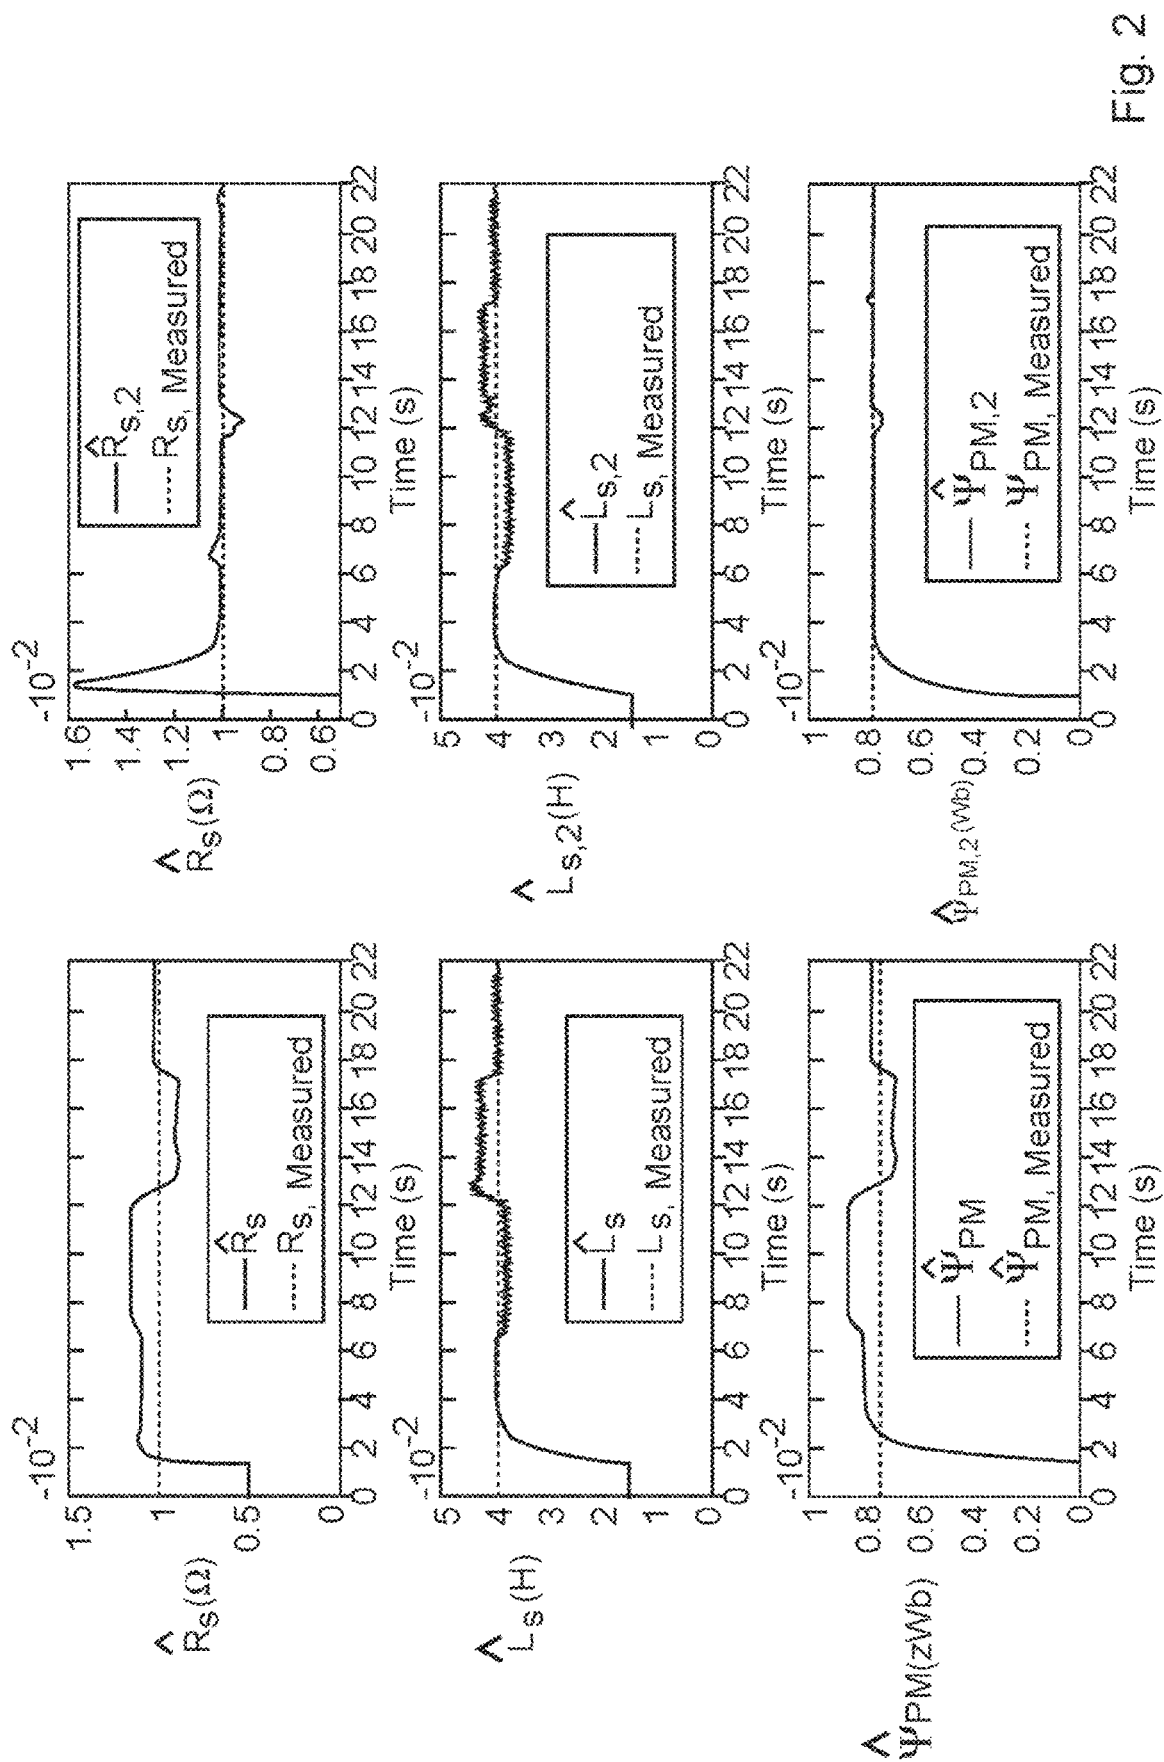 ·10⁻²
R̂s(Ω)
1.5
1
0.5
0
R̂s
Rs, Measured
0 2 4 6 8 10 12 14 16 18 20 22
Time (s)
·10⁻²
R̂s(Ω)
1.6
1.4
1.2
1
0.8
0.6
R̂s,2
Rs, Measured
0 2 4 6 8 10 12 14 16 18 20 22
Time (s)
·10⁻²
L̂s(H)
5
4
3
2
1
0
L̂s
Ls, Measured
0 2 4 6 8 10 12 14 16 18 20 22
Time (s)
·10⁻²
L̂s,2(H)
5
4
3
2
1
0
L̂s,2
Ls, Measured
0 2 4 6 8 10 12 14 16 18 20 22
Time (s)
·10⁻²
Ψ̂PM(zWb)
1
0.8
0.6
0.4
0.2
0
Ψ̂PM
Ψ̂PM, Measured
0 2 4 6 8 10 12 14 16 18 20 22
Time (s)
·10⁻²
Ψ̂PM,2(Wb)
1
0.8
0.6
0.4
0.2
0
Ψ̂PM,2
ΨPM, Measured
0 2 4 6 8 10 12 14 16 18 20 22
Time (s)
Fig. 2